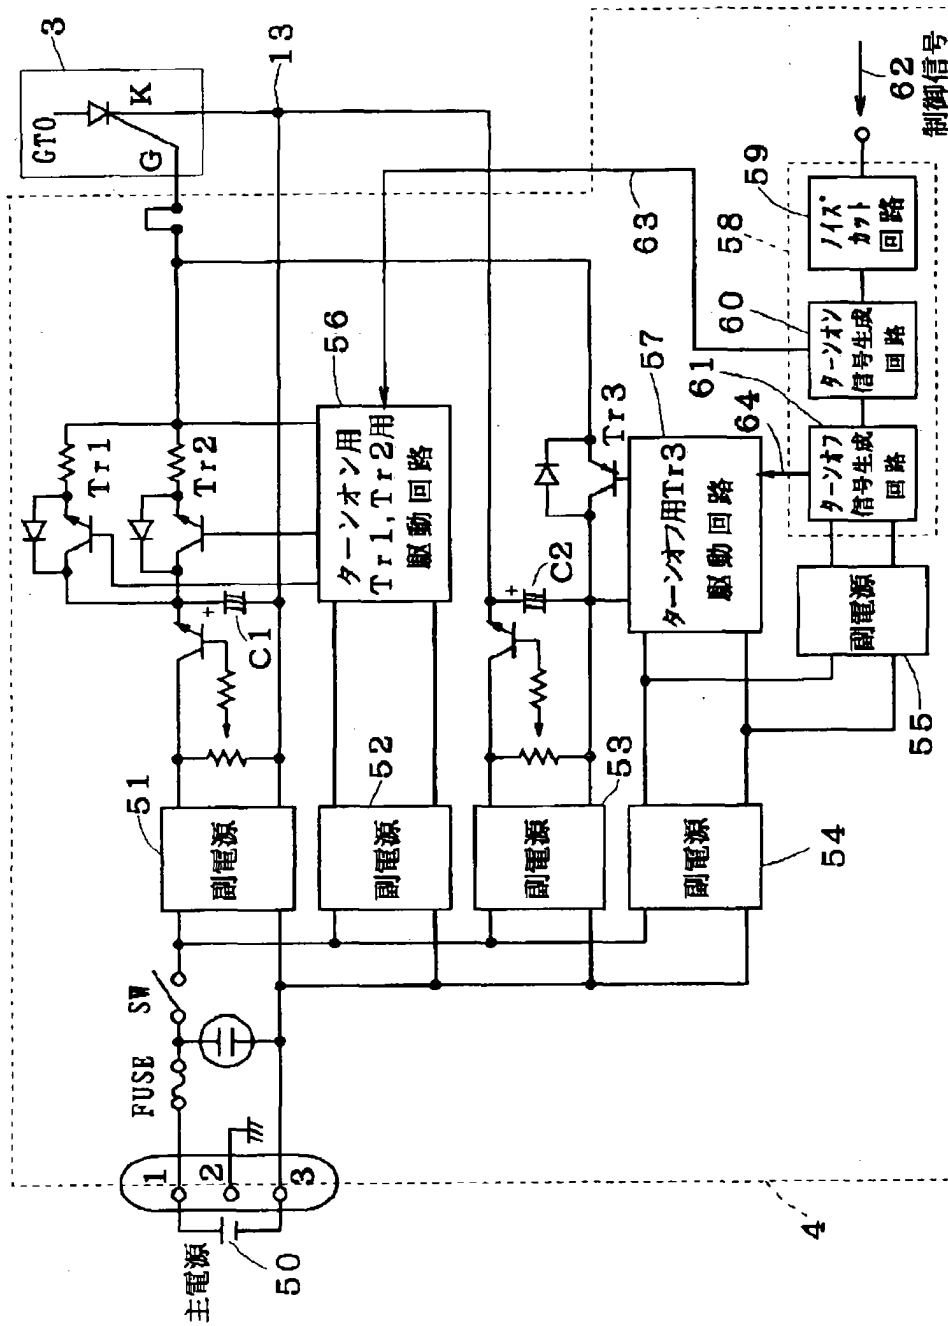 主電源
50
1
2
3
FUSE
SW
副電源
51
副電源
52
副電源
53
副電源
54
副電源
55
+
C1
Tr1
Tr2
ターンオン用
Tr1,Tr2用
駆動回路
56
+
C2
Tr3
ターンオフ用Tr3
駆動回路
57
GTO
G
K
3
13
63
64
ターンオフ
信号生成
回路
61
ターンオン
信号生成
回路
60
ノイズ
カット
回路
59
58
62
制御信号
4